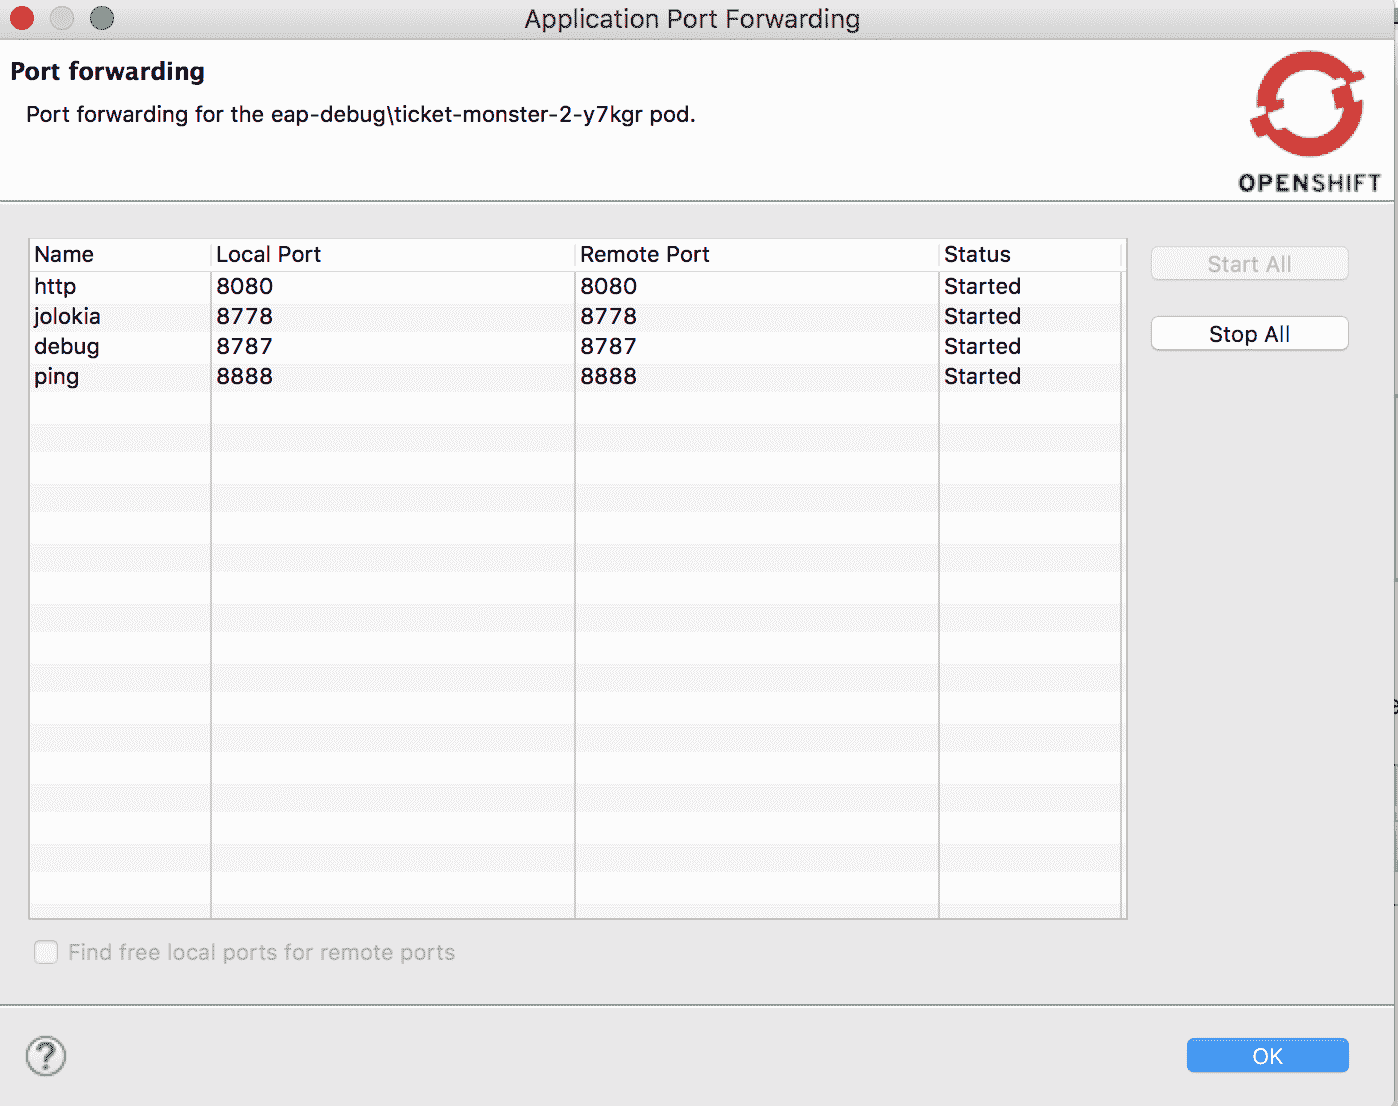 Application Port Forwarding
Port forwarding
Port forwarding for the eap-debug\ticket-monster-2-y7kgr pod.
OPENSHIFT
Name Local Port Remote Port Status
http 8080 8080 Started
jolokia 8778 8778 Started
debug 8787 8787 Started
ping 8888 8888 Started
Start All
Stop All
Find free local ports for remote ports
?
OK